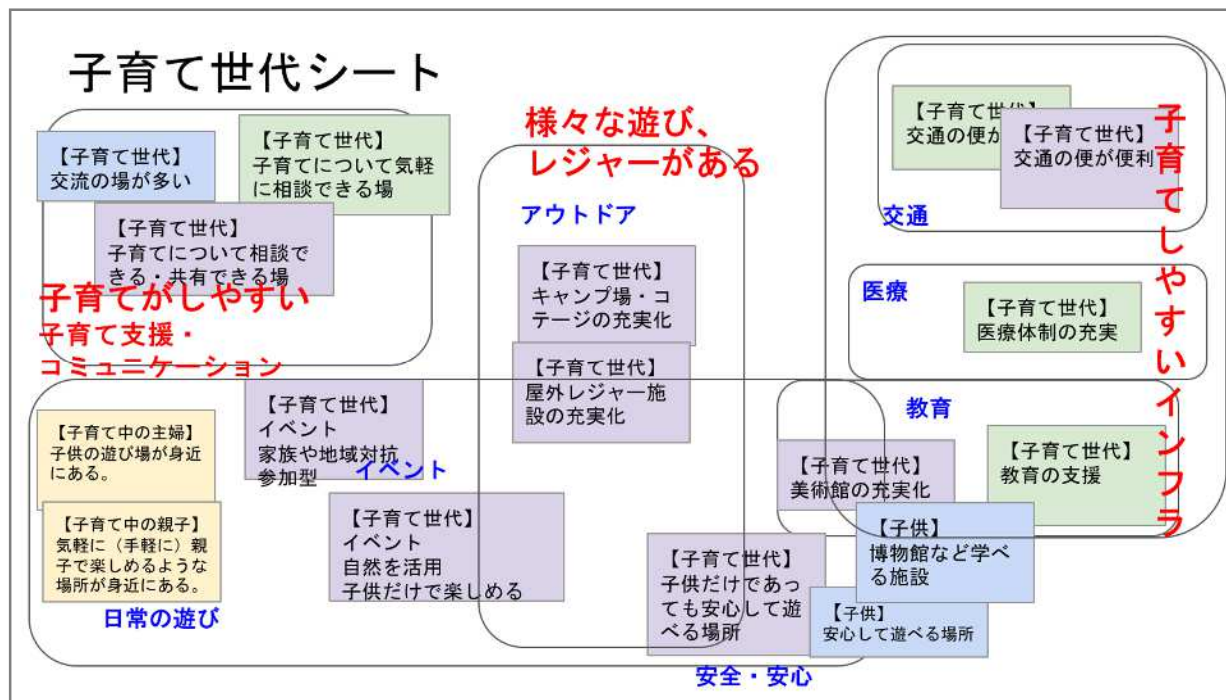 子育て世代シート
【子育て世代】
交流の場が多い
【子育て世代】
子育てについて気軽
に相談できる場
【子育て世代】
子育てについて相談で
きる・共有できる場
子育てがしやすい
子育て支援・
コミュニケーション
様々な遊び、
レジャーがある
アウトドア
【子育て世代】
キャンプ場・コ
テージの充実化
【子育て世代】
屋外レジャー施
設の充実化
【子育て世代】
交通の便が
【子育て世代】
交通の便が便利
交通
医療
【子育て世代】
医療体制の充実
子育てしやすいインフラ
教育
【子育て世代】
教育の支援
【子育て世代】
美術館の充実化
【子供】
博物館など学べ
る施設
【子育て中の主婦】
子供の遊び場が身近
にある。
【子育て中の親子】
気軽に（手軽に）親
子で楽しめるような
場所が身近にある。
日常の遊び
【子育て世代】
イベント
家族や地域対抗
参加型
イベント
【子育て世代】
イベント
自然を活用
子供だけで楽しめる
【子育て世代】
子供だけであっ
ても安心して遊
べる場所
【子供】
安心して遊べる場所
安全・安心